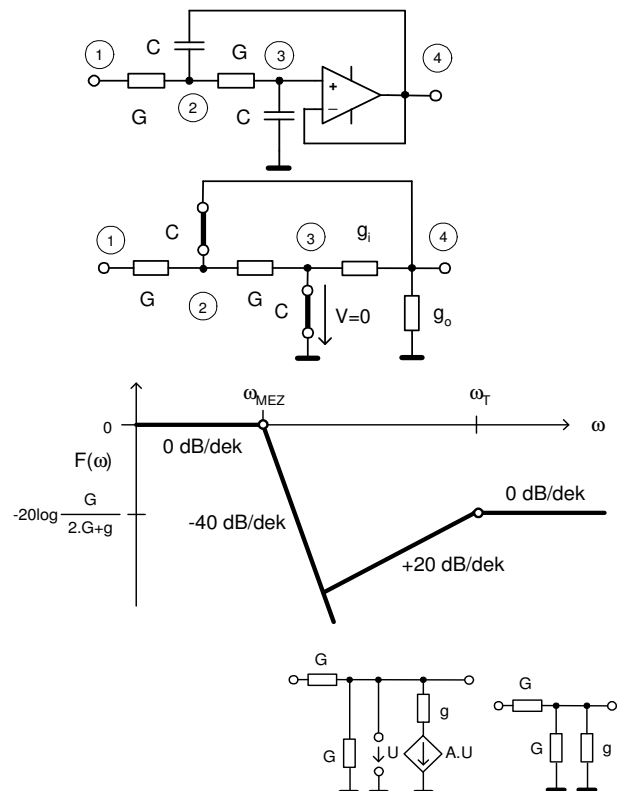 1
C
G
3
4
+
−
G
2
C
1
C
3
gi
4
G
2
G
C
V=0
go
ωMEZ
ωT
0
ω
0 dB/dek
F(ω)
0 dB/dek
-20log G/2.G+g
-40 dB/dek
+20 dB/dek
G
g
G
U
A.U
G
G
g